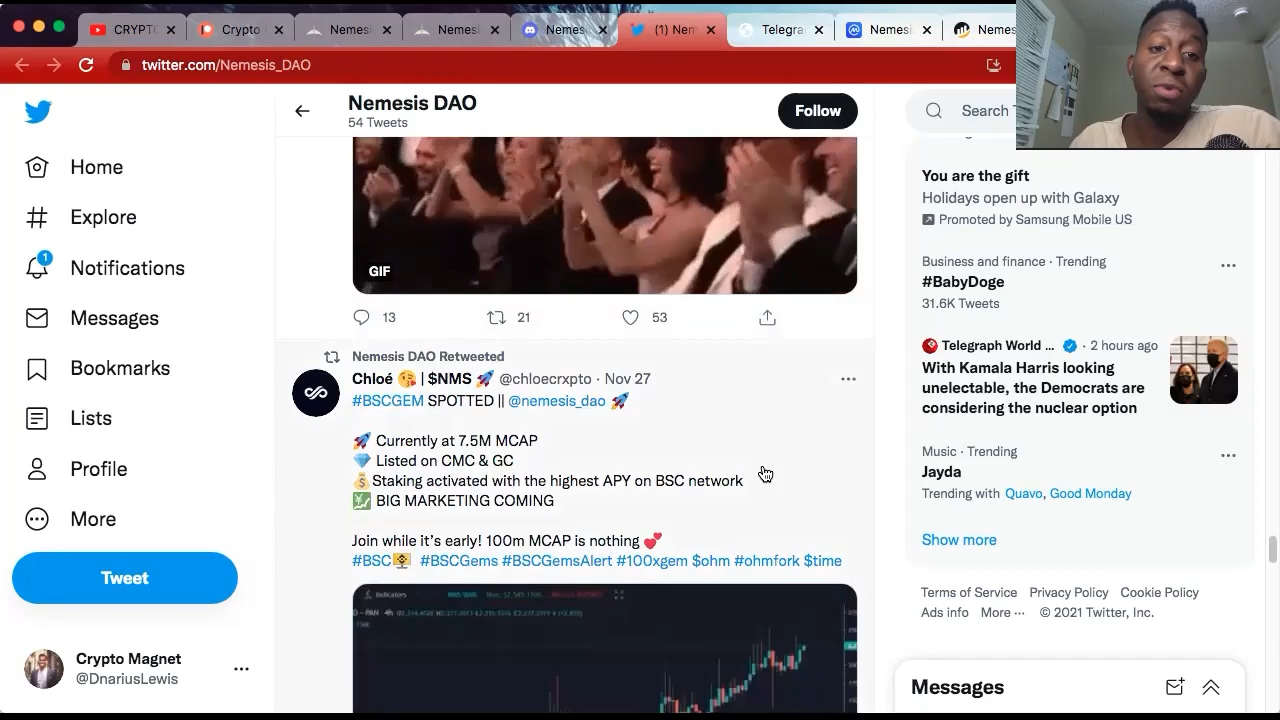 CRYPT
Crypto
Nemesi
Nemesi
Nemes
(1) Nem
Telegra
Nemesi
Nemes
twitter.com/Nemesis_DAO
Nemesis DAO
54 Tweets
Follow
Search
Home
Explore
1
Notifications
Messages
Bookmarks
Lists
Profile
More
Tweet
Crypto Magnet
@DnariusLewis
GIF
13
21
53
Nemesis DAO Retweeted
Chloé 😘 | $NMS 🚀 @chloecrxpto · Nov 27
#BSCGEM SPOTTED || @nemesis_dao 🚀
🚀 Currently at 7.5M MCAP
💎 Listed on CMC & GC
💰Staking activated with the highest APY on BSC network
💹 BIG MARKETING COMING
Join while it's early! 100m MCAP is nothing 💕
#BSC #BSCGems #BSCGemsAlert #100xgem $ohm #ohmfork $time
Indicators
You are the gift
Holidays open up with Galaxy
Promoted by Samsung Mobile US
Business and finance · Trending
#BabyDoge
31.6K Tweets
Telegraph World ... · 2 hours ago
With Kamala Harris looking
unelectable, the Democrats are
considering the nuclear option
Music · Trending
Jayda
Trending with Quavo, Good Monday
Show more
Terms of Service Privacy Policy Cookie Policy
Ads info More ··· © 2021 Twitter, Inc.
Messages